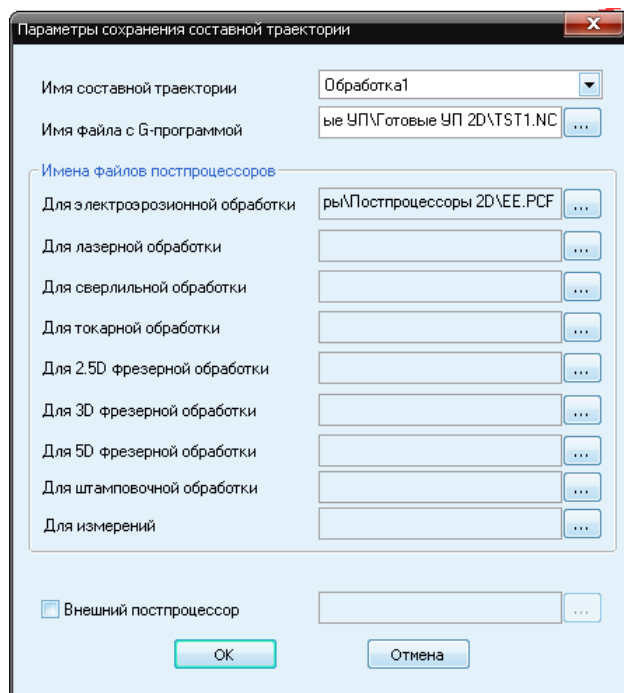 Параметры сохранения составной траектории
Имя составной траектории Обработка1
Имя файла с G-программой ые УП\Готовые УП 2D\TST1.NC ...
Имена файлов постпроцессоров
Для электроэрозионной обработки ры\Постпроцессоры 2D\EE.PCF ...
Для лазерной обработки ...
Для сверлильной обработки ...
Для токарной обработки ...
Для 2.5D фрезерной обработки ...
Для 3D фрезерной обработки ...
Для 5D фрезерной обработки ...
Для штамповочной обработки ...
Для измерений ...
Внешний постпроцессор ...
OK Отмена